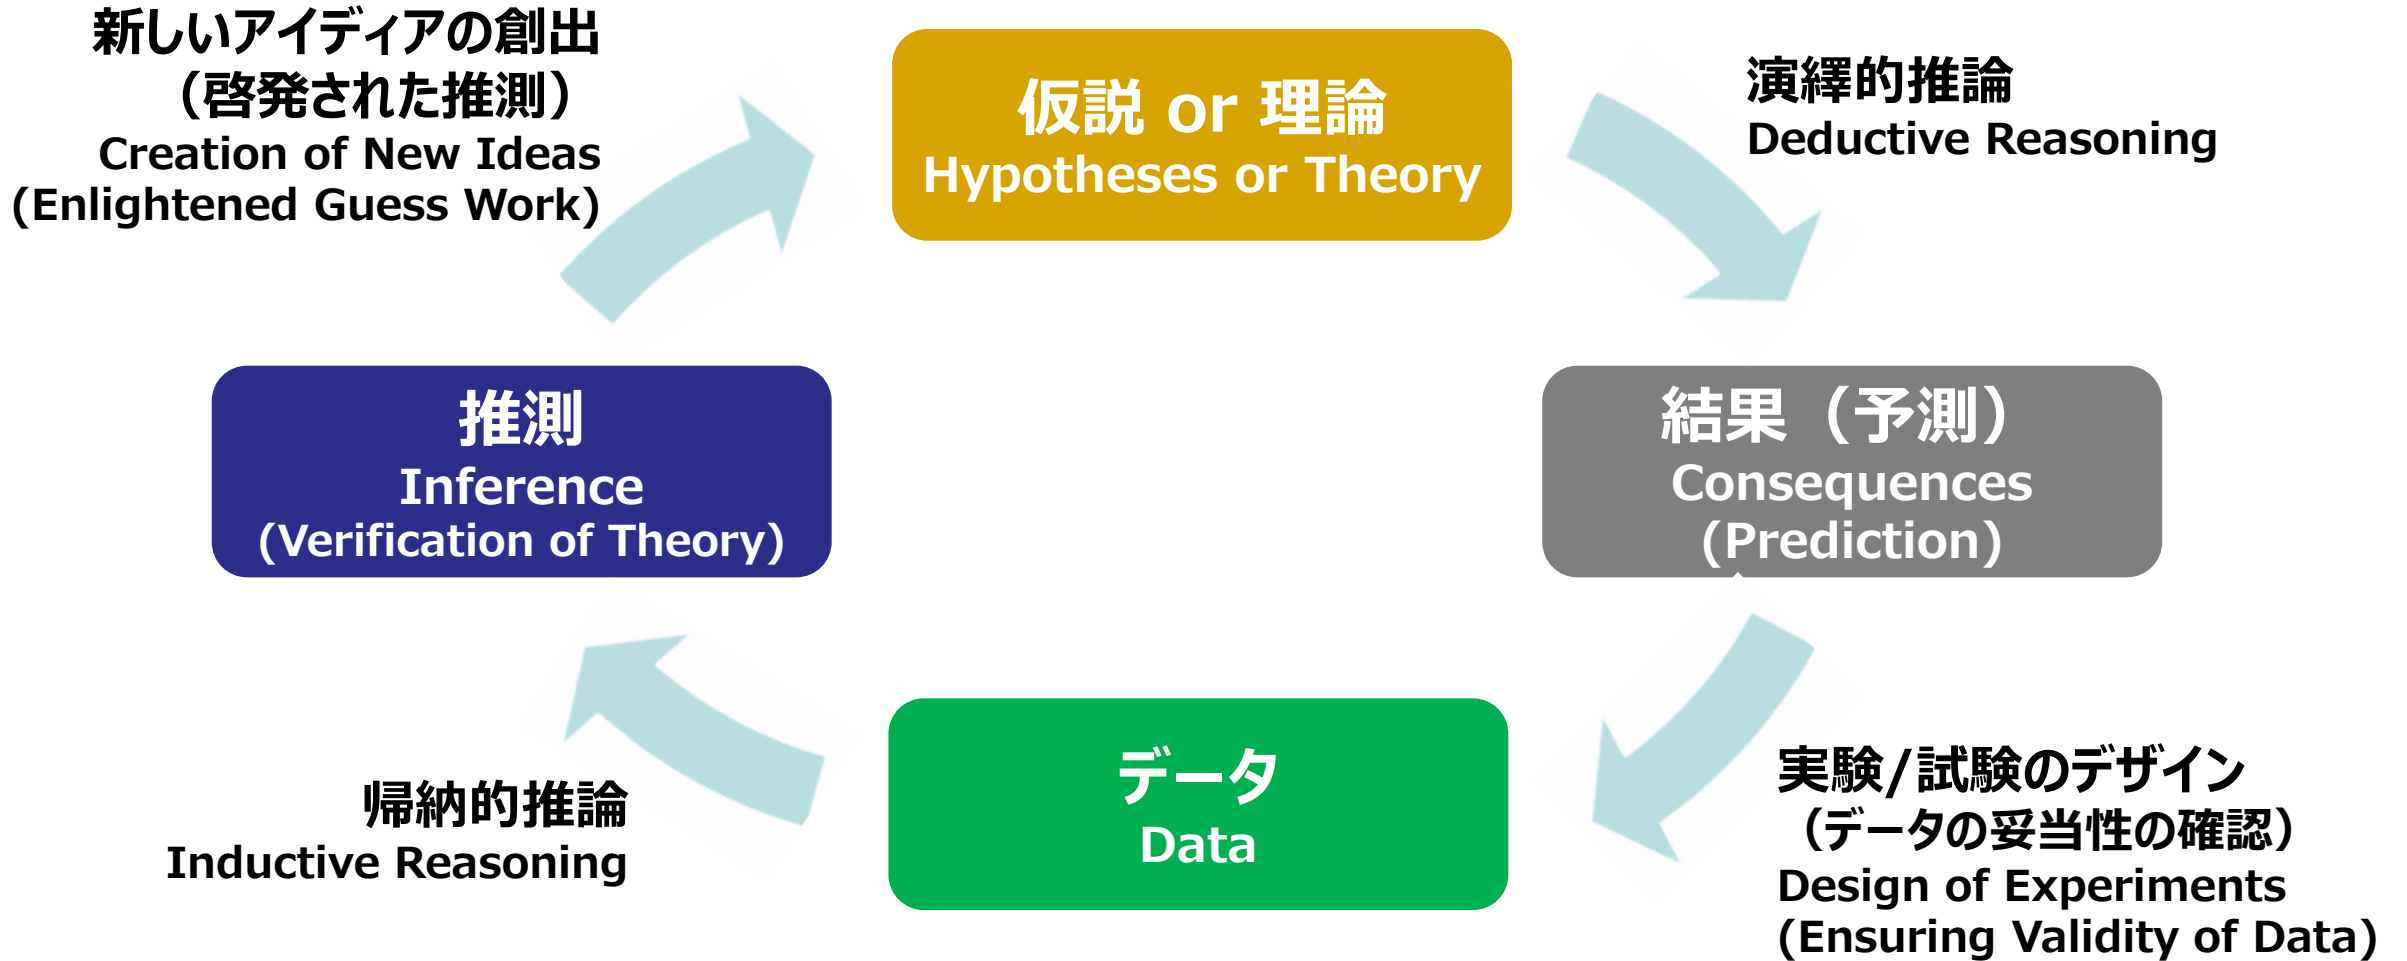 新しいアイディアの創出
（啓発された推測）
Creation of New Ideas
(Enlightened Guess Work)
仮説 or 理論
Hypotheses or Theory
演繹的推論
Deductive Reasoning
推測
Inference
(Verification of Theory)
結果（予測）
Consequences
(Prediction)
帰納的推論
Inductive Reasoning
データ
Data
実験/試験のデザイン
（データの妥当性の確認）
Design of Experiments
(Ensuring Validity of Data)